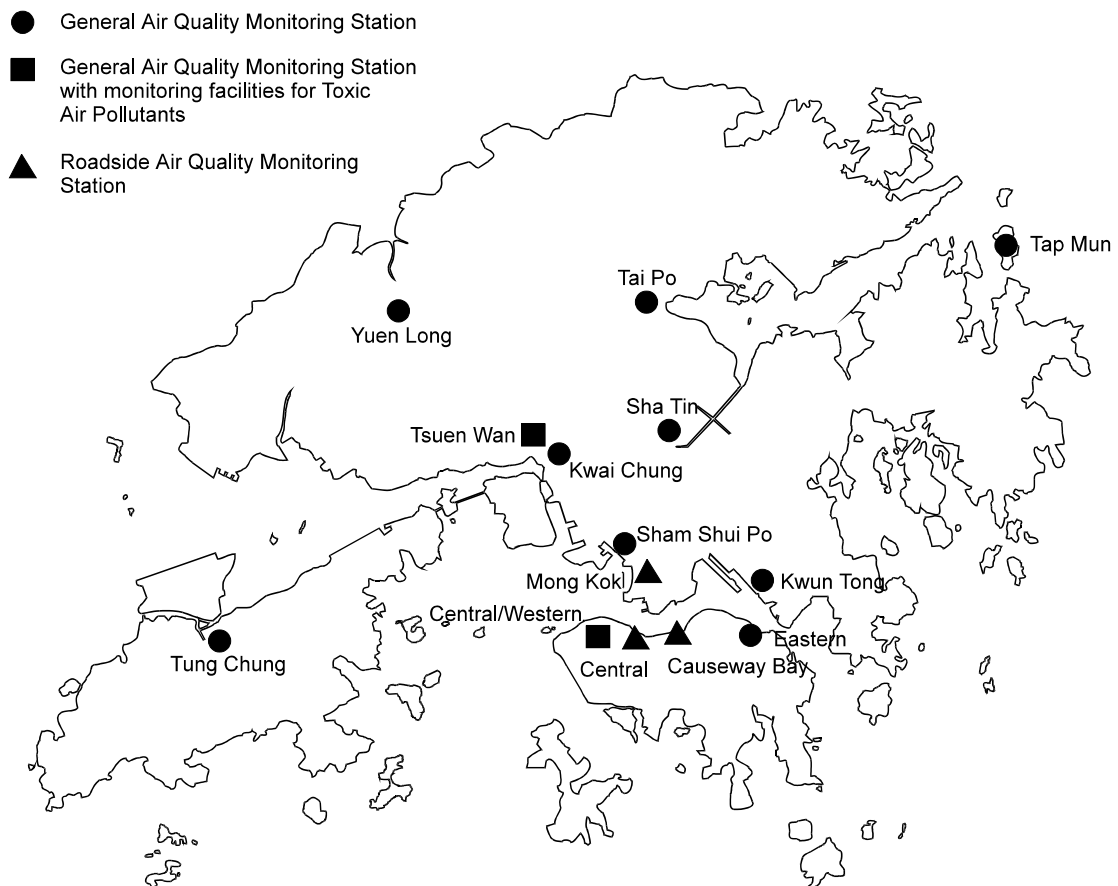 General Air Quality Monitoring Station
General Air Quality Monitoring Station
with monitoring facilities for Toxic
Air Pollutants
Roadside Air Quality Monitoring
Station
Tap Mun
Tai Po
Yuen Long
Sha Tin
Tsuen Wan
Kwai Chung
Sham Shui Po
Mong Kok
Kwun Tong
Central/Western
Eastern
Tung Chung
Central
Causeway Bay